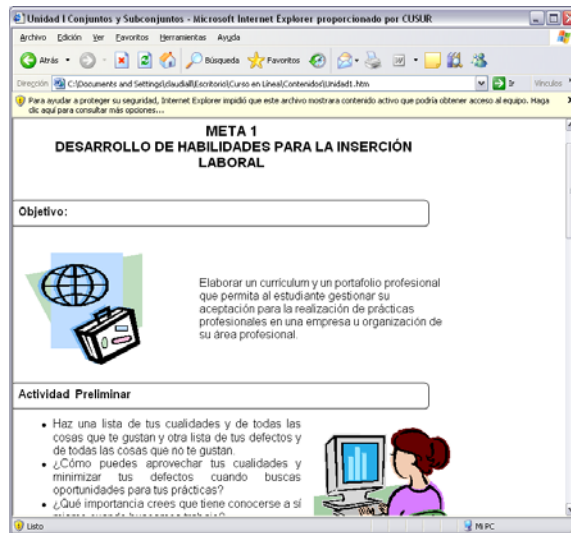 Unidad I Conjuntos y Subconjuntos - Microsoft Internet Explorer proporcionado por CUSUR
Archivo Edición Ver Favoritos Herramientas Ayuda
Atrás Búsqueda Favoritos
Dirección C:\Documents and Settings\claudiall\Escritorio\Curso en Línea\Contenidos\Unidad1.htm Ir Vínculos
Para ayudar a proteger su seguridad, Internet Explorer impidió que este archivo mostrara contenido activo que podría obtener acceso al equipo. Haga
clic aquí para consultar más opciones...
META 1
DESARROLLO DE HABILIDADES PARA LA INSERCIÓN
LABORAL
Objetivo:
Elaborar un currículum y un portafolio profesional
que permita al estudiante gestionar su
aceptación para la realización de prácticas
profesionales en una empresa u organización de
su área profesional.
Actividad Preliminar
• Haz una lista de tus cualidades y de todas las
cosas que te gustan y otra lista de tus defectos y
de todas las cosas que no te gustan.
• ¿Cómo puedes aprovechar tus cualidades y
minimizar tus defectos cuando buscas
oportunidades para tus prácticas?
• ¿Qué importancia crees que tiene conocerse a sí
Listo Mi PC